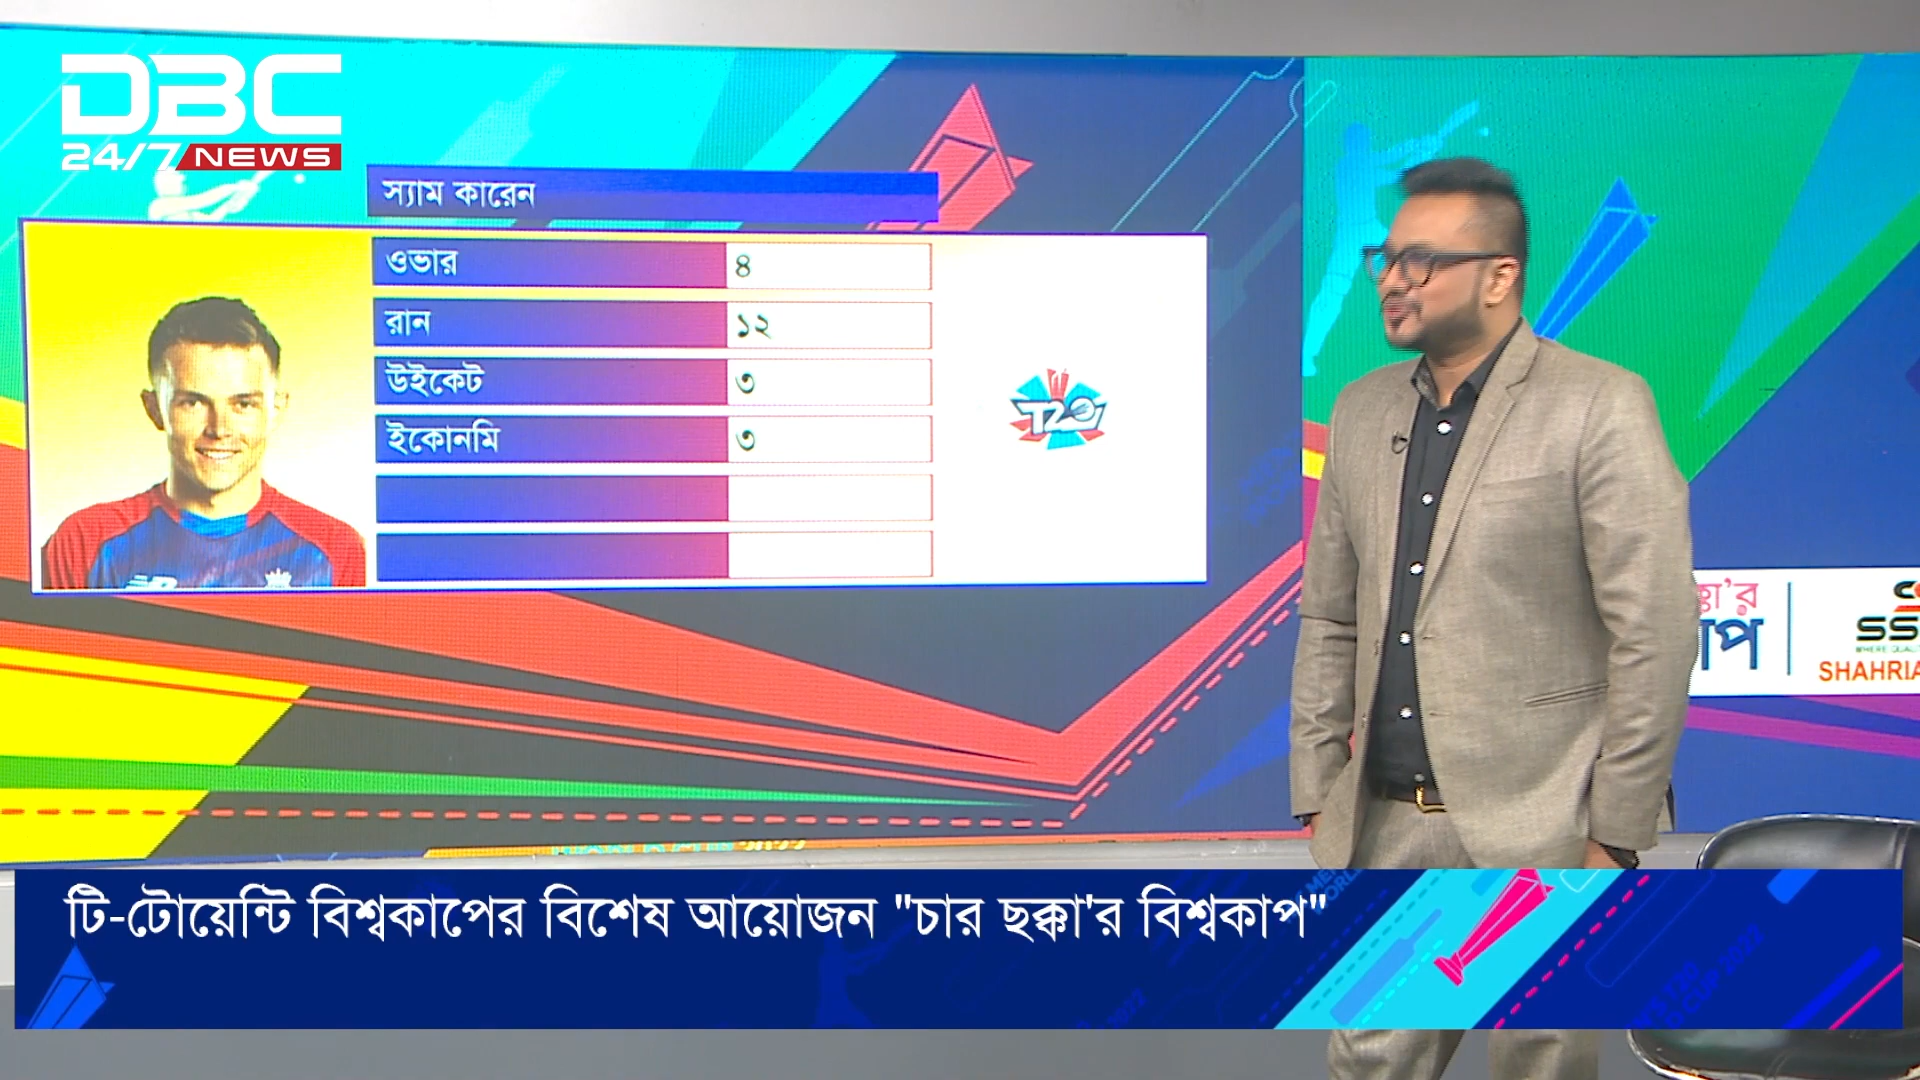 DBC
24/7 NEWS
স্যাম কারেন
ওভার ৪
রান ১২
উইকেট ৩
ইকোনমি ৩
T20
ক্কা'র
SS
SHAHRIA
টি-টোয়েন্টি বিশ্বকাপের বিশেষ আয়োজন "চার ছক্কা'র বিশ্বকাপ"